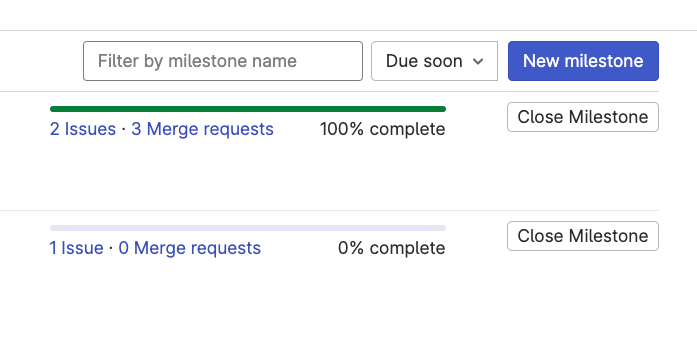 Filter by milestone name Due soon New milestone
2 Issues · 3 Merge requests 100% complete Close Milestone
1 Issue · 0 Merge requests 0% complete Close Milestone